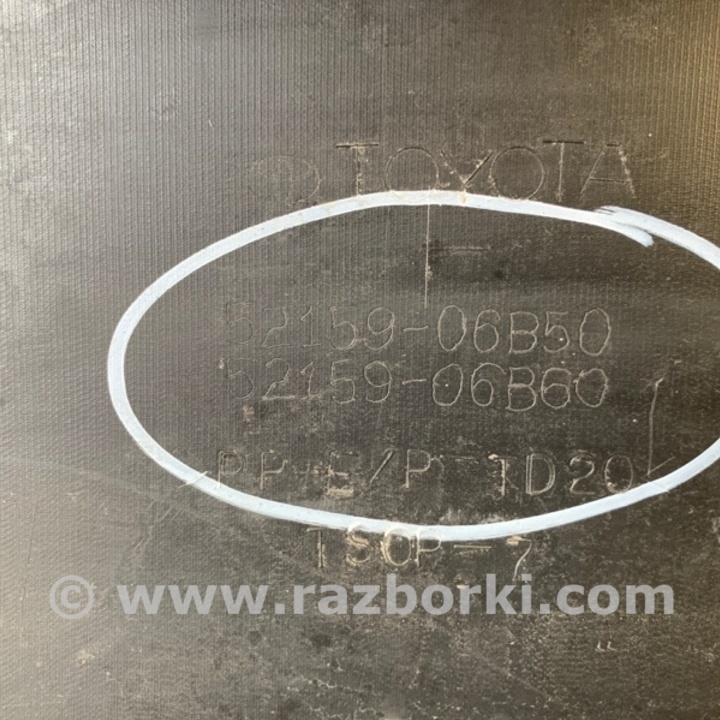 TOYOTA
52159-06B50
52159-06B60
>PP+E/P-TD20<
TSOP-7
© www.razborki.com